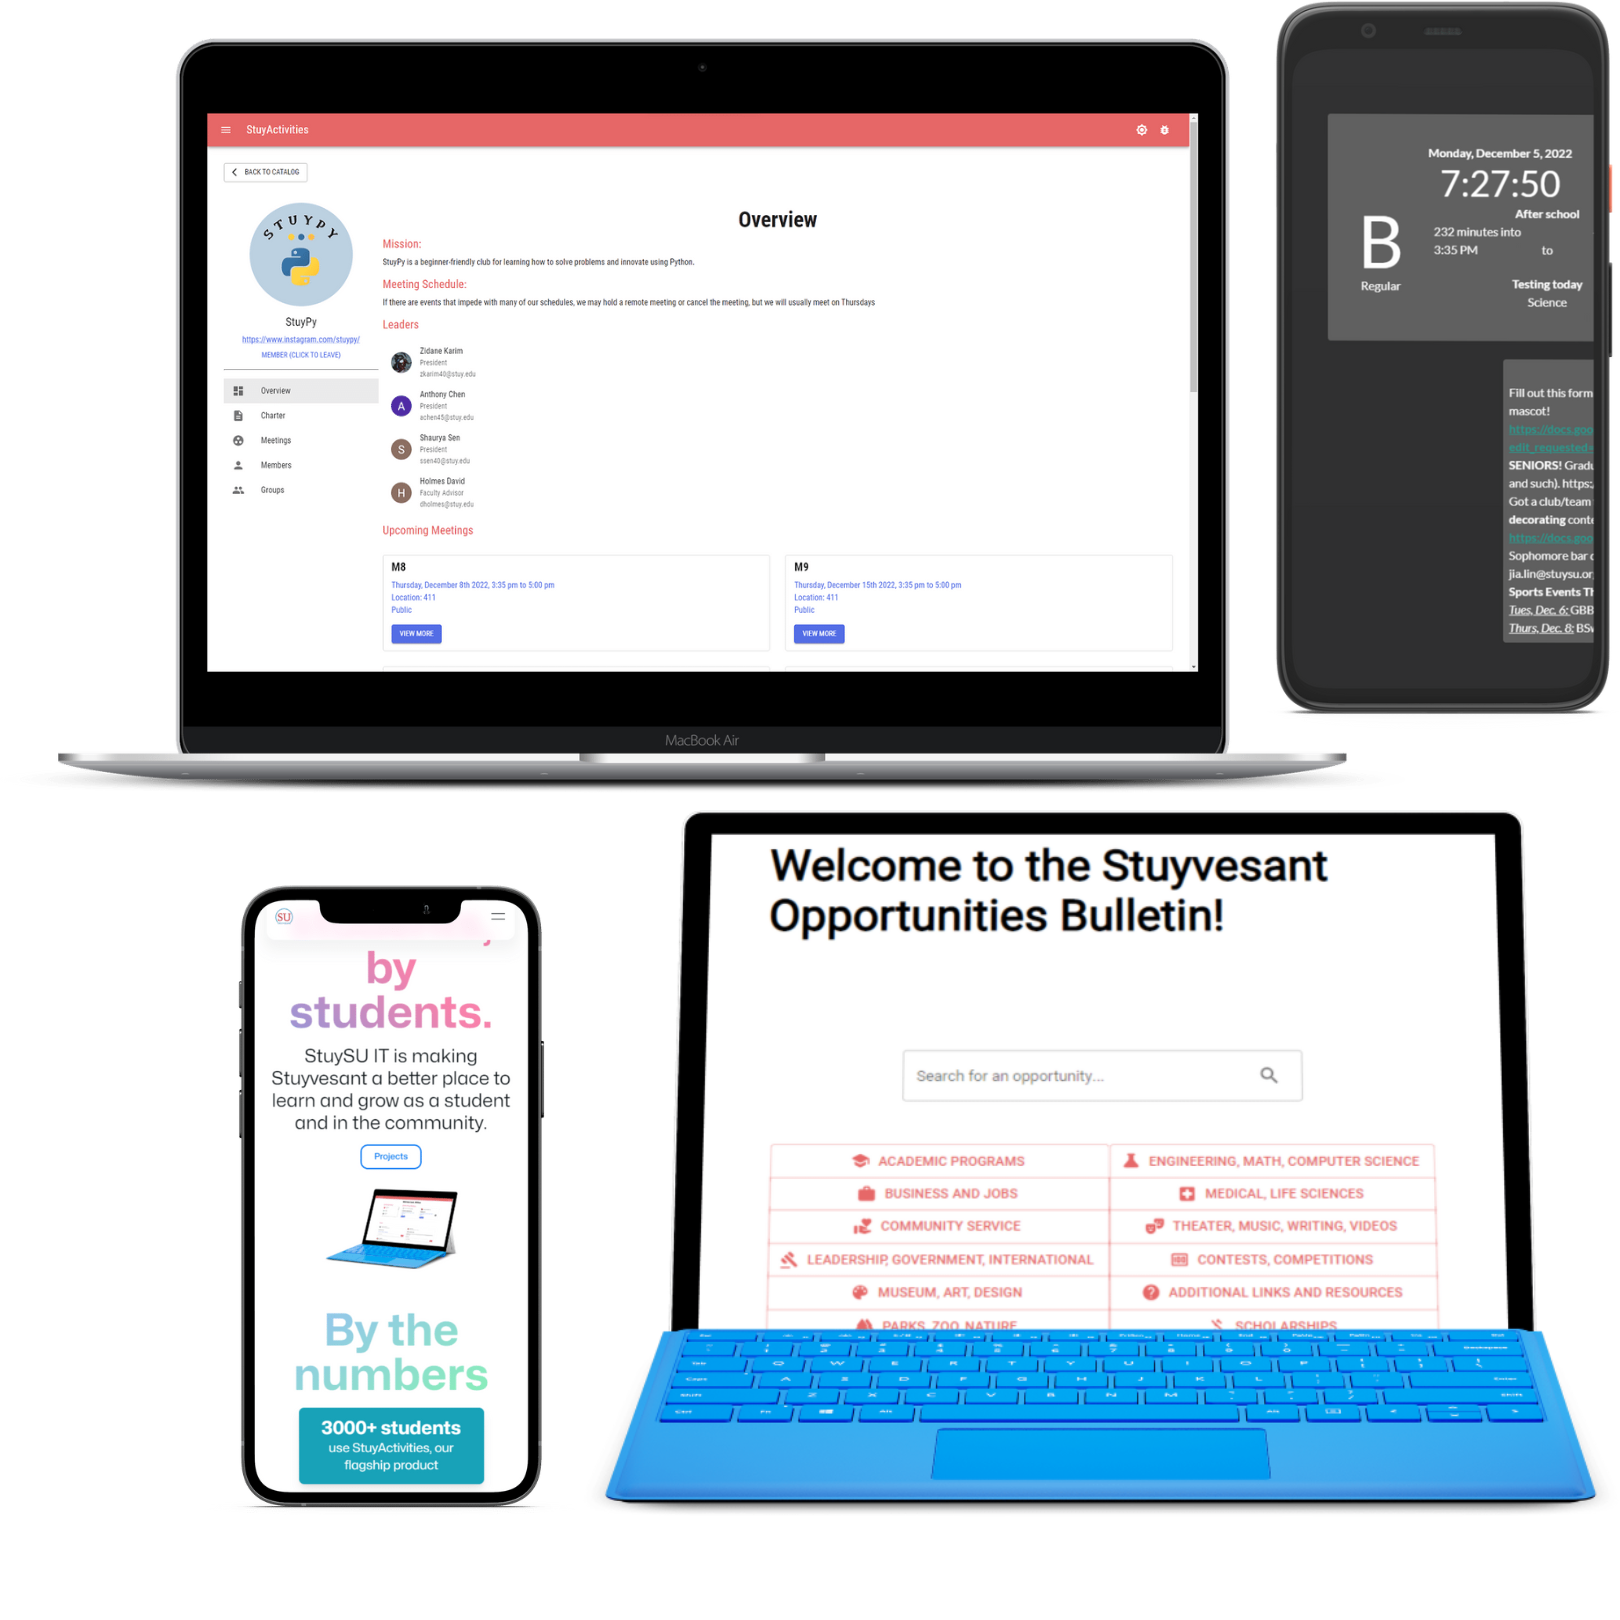 StuyActivities
BACK TO CATALOG
STUYPY
StuyPy
https://www.instagram.com/stuypy/
MEMBER (CLICK TO LEAVE)
Overview
Charter
Meetings
Members
Groups
Overview
Mission:
StuyPy is a beginner-friendly club for learning how to solve problems and innovate using Python.
Meeting Schedule:
If there are events that impede with many of our schedules, we may hold a remote meeting or cancel the meeting, but we will usually meet on Thursdays
Leaders
Zidane Karim
President
zkarim40@stuy.edu
A
Anthony Chen
President
achen45@stuy.edu
S
Shaurya Sen
President
ssen40@stuy.edu
H
Holmes David
Faculty Advisor
dholmes@stuy.edu
Upcoming Meetings
M8
Thursday, December 8th 2022, 3:35 pm to 5:00 pm
Location: 411
Public
VIEW MORE
M9
Thursday, December 15th 2022, 3:35 pm to 5:00 pm
Location: 411
Public
VIEW MORE
MacBook Air
Monday, December 5, 2022
7:27:50
After school
B
Regular
232 minutes into
3:35 PM
to
Testing today
Science
Fill out this form
mascot!
https://docs.goo
edit_requested=
SENIORS! Gradu
and such). https:
Got a club/team
decorating conte
https://docs.goo
Sophomore bar
jia.lin@stuysu.or
Sports Events Th
Tues, Dec. 6: GBB
Thurs, Dec. 8: BSw
SU
by
students.
StuySU IT is making
Stuyvesant a better place to
learn and grow as a student
and in the community.
Projects
By the
numbers
3000+ students
use StuyActivities, our
flagship product
Welcome to the Stuyvesant
Opportunities Bulletin!
Search for an opportunity...
ACADEMIC PROGRAMS
ENGINEERING, MATH, COMPUTER SCIENCE
BUSINESS AND JOBS
MEDICAL, LIFE SCIENCES
COMMUNITY SERVICE
THEATER, MUSIC, WRITING, VIDEOS
LEADERSHIP, GOVERNMENT, INTERNATIONAL
CONTESTS, COMPETITIONS
MUSEUM, ART, DESIGN
ADDITIONAL LINKS AND RESOURCES
PARKS, ZOO, NATURE
SCHOLARSHIPS
Backspace
Tab Q W E R T Y U I O P
Caps A S D F G H J K L Enter
Shift Z X C V B N M Shift
Ctrl Fn Alt Alt